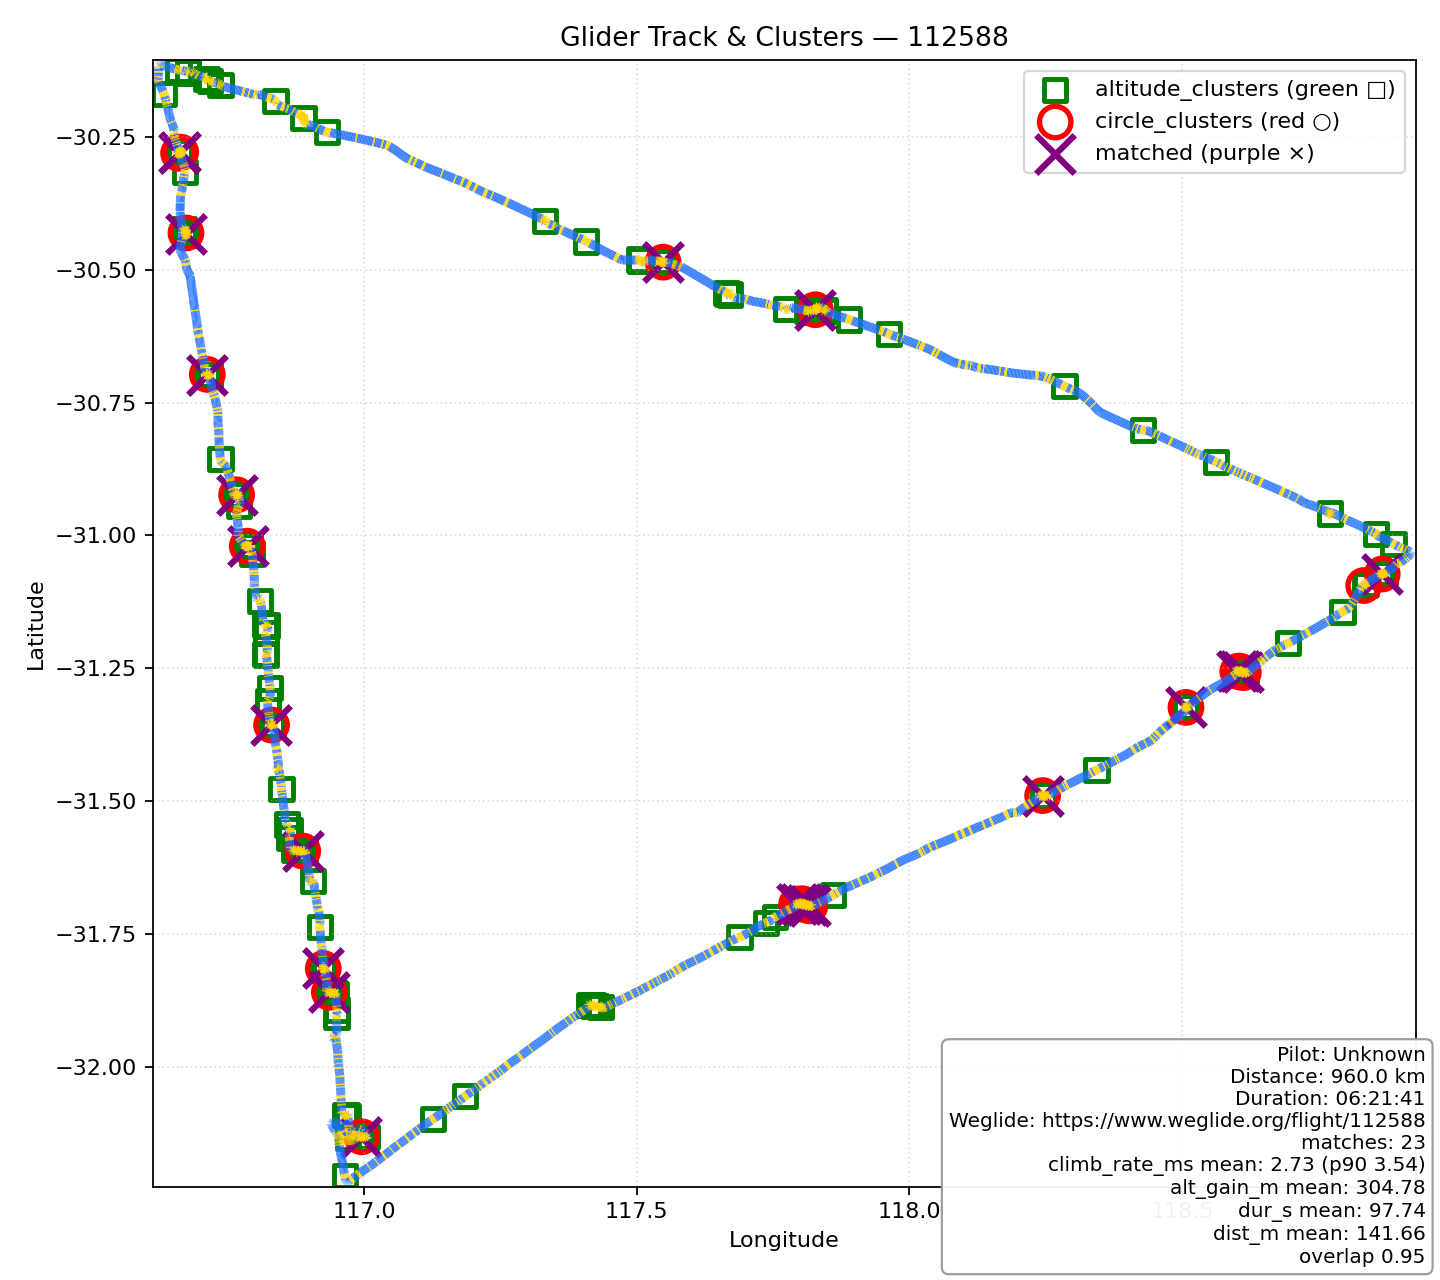 Glider Track & Clusters — 112588
altitude_clusters (green □)
circle_clusters (red ○)
matched (purple ×)
−30.25
−30.50
−30.75
−31.00
−31.25
−31.50
−31.75
−32.00
Latitude
117.0
117.5
118.0
118.5
Longitude
Pilot: Unknown
Distance: 960.0 km
Duration: 06:21:41
Weglide: https://www.weglide.org/flight/112588
matches: 23
climb_rate_ms mean: 2.73 (p90 3.54)
alt_gain_m mean: 304.78
dur_s mean: 97.74
dist_m mean: 141.66
overlap 0.95